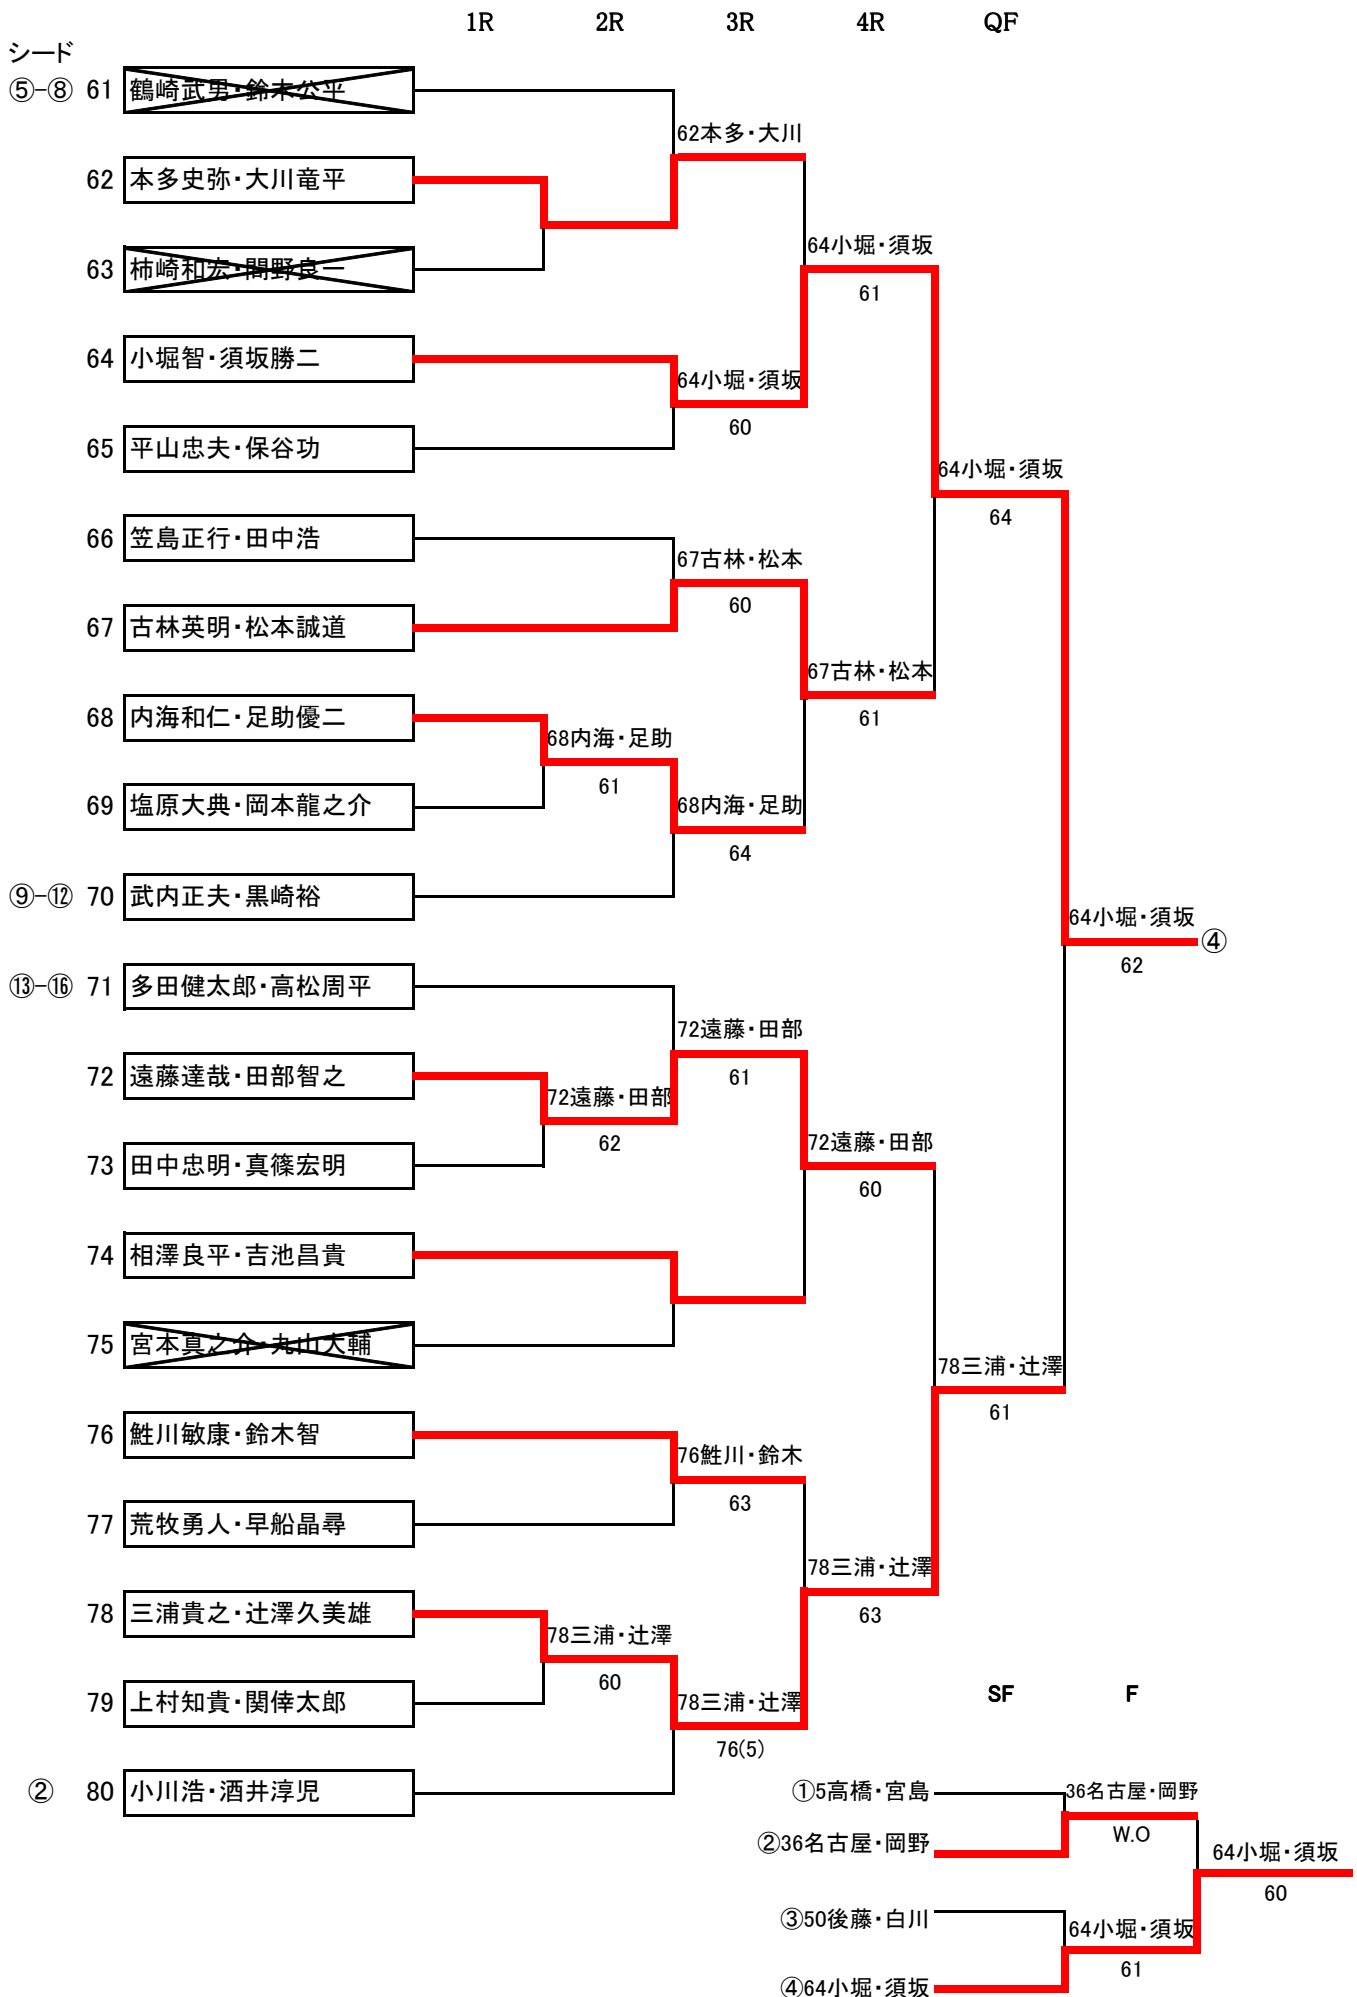 1R 2R 3R 4R QF
シード
⑤-⑧ 61 鶴崎武男・鈴木公平
62本多・大川
62 本多史弥・大川竜平
64小堀・須坂
63 柿崎和宏・間野良一
61
64 小堀智・須坂勝二
64小堀・須坂
60
65 平山忠夫・保谷功
64小堀・須坂
64
66 笠島正行・田中浩
67古林・松本
60
67 古林英明・松本誠道
67古林・松本
68 内海和仁・足助優二
61
68内海・足助
61
69 塩原大典・岡本龍之介
68内海・足助
64
⑨-⑫ 70 武内正夫・黒崎裕
64小堀・須坂
④
62
⑬-⑯ 71 多田健太郎・高松周平
72遠藤・田部
61
72 遠藤達哉・田部智之
72遠藤・田部
62
72遠藤・田部
73 田中忠明・真篠宏明
60
74 相澤良平・吉池昌貴
75 宮本真之介・丸山大輔
78三浦・辻澤
61
76 鮏川敏康・鈴木智
76鮏川・鈴木
63
77 荒牧勇人・早船晶尋
78三浦・辻澤
63
78 三浦貴之・辻澤久美雄
78三浦・辻澤
60
SF F
79 上村知貴・関倖太郎
78三浦・辻澤
76(5)
② 80 小川浩・酒井淳児
①5高橋・宮島
36名古屋・岡野
W.O
②36名古屋・岡野
64小堀・須坂
60
③50後藤・白川
64小堀・須坂
61
④64小堀・須坂